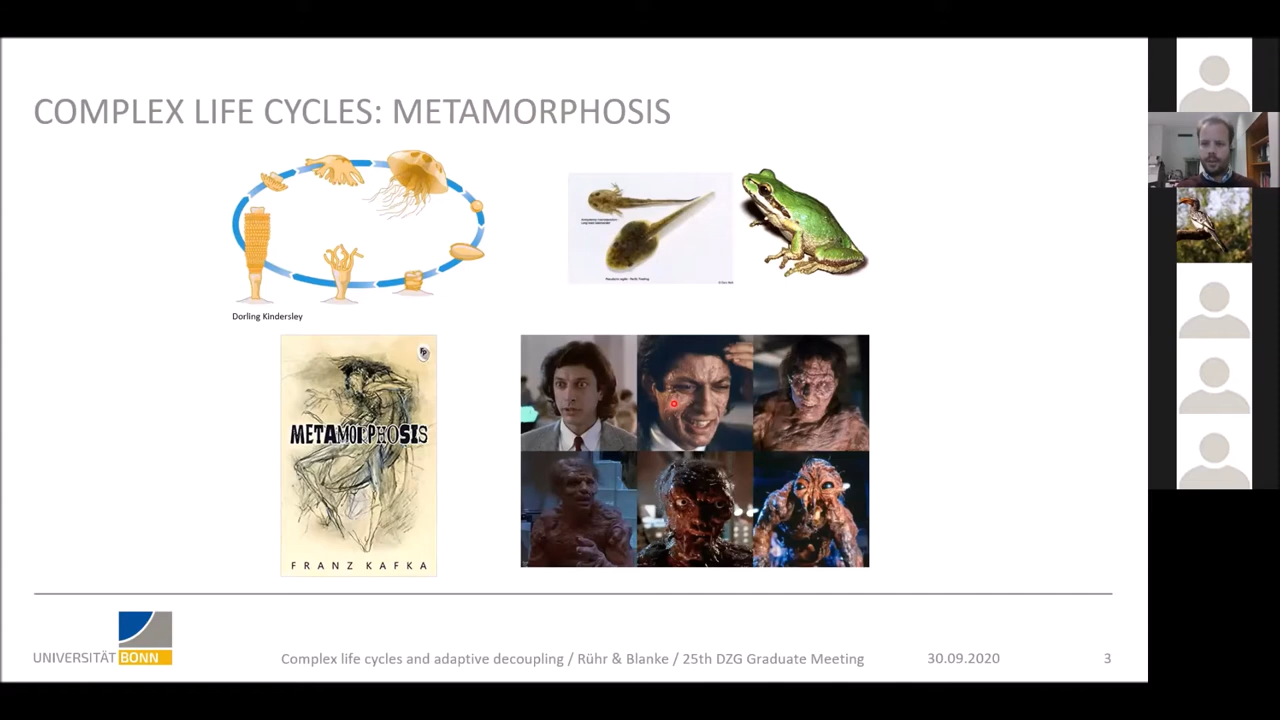 COMPLEX LIFE CYCLES: METAMORPHOSIS
Dorling Kindersley
FP
METAMORPHOSIS
FRANZ KAFKA
UNIVERSITÄT BONN
Complex life cycles and adaptive decoupling / Rühr & Blanke / 25th DZG Graduate Meeting
30.09.2020
3